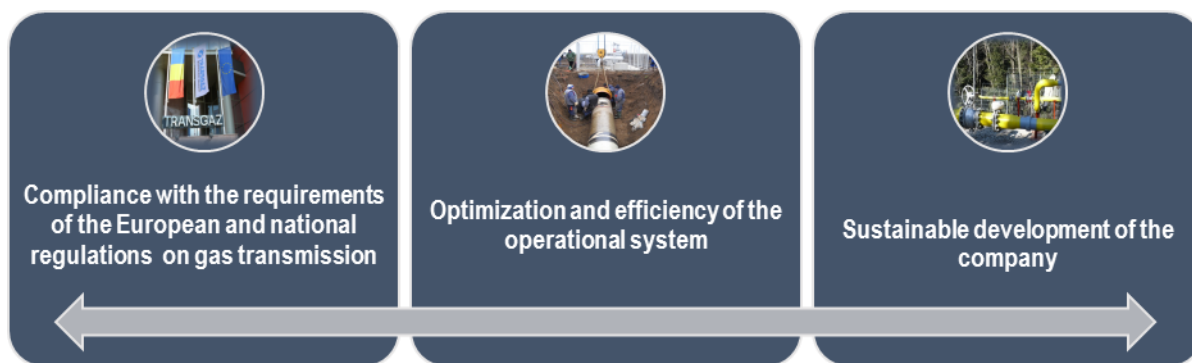 TRANSGAZ
Compliance with the requirements
of the European and national
regulations on gas transmission
Optimization and efficiency of the
operational system
Sustainable development of the
company